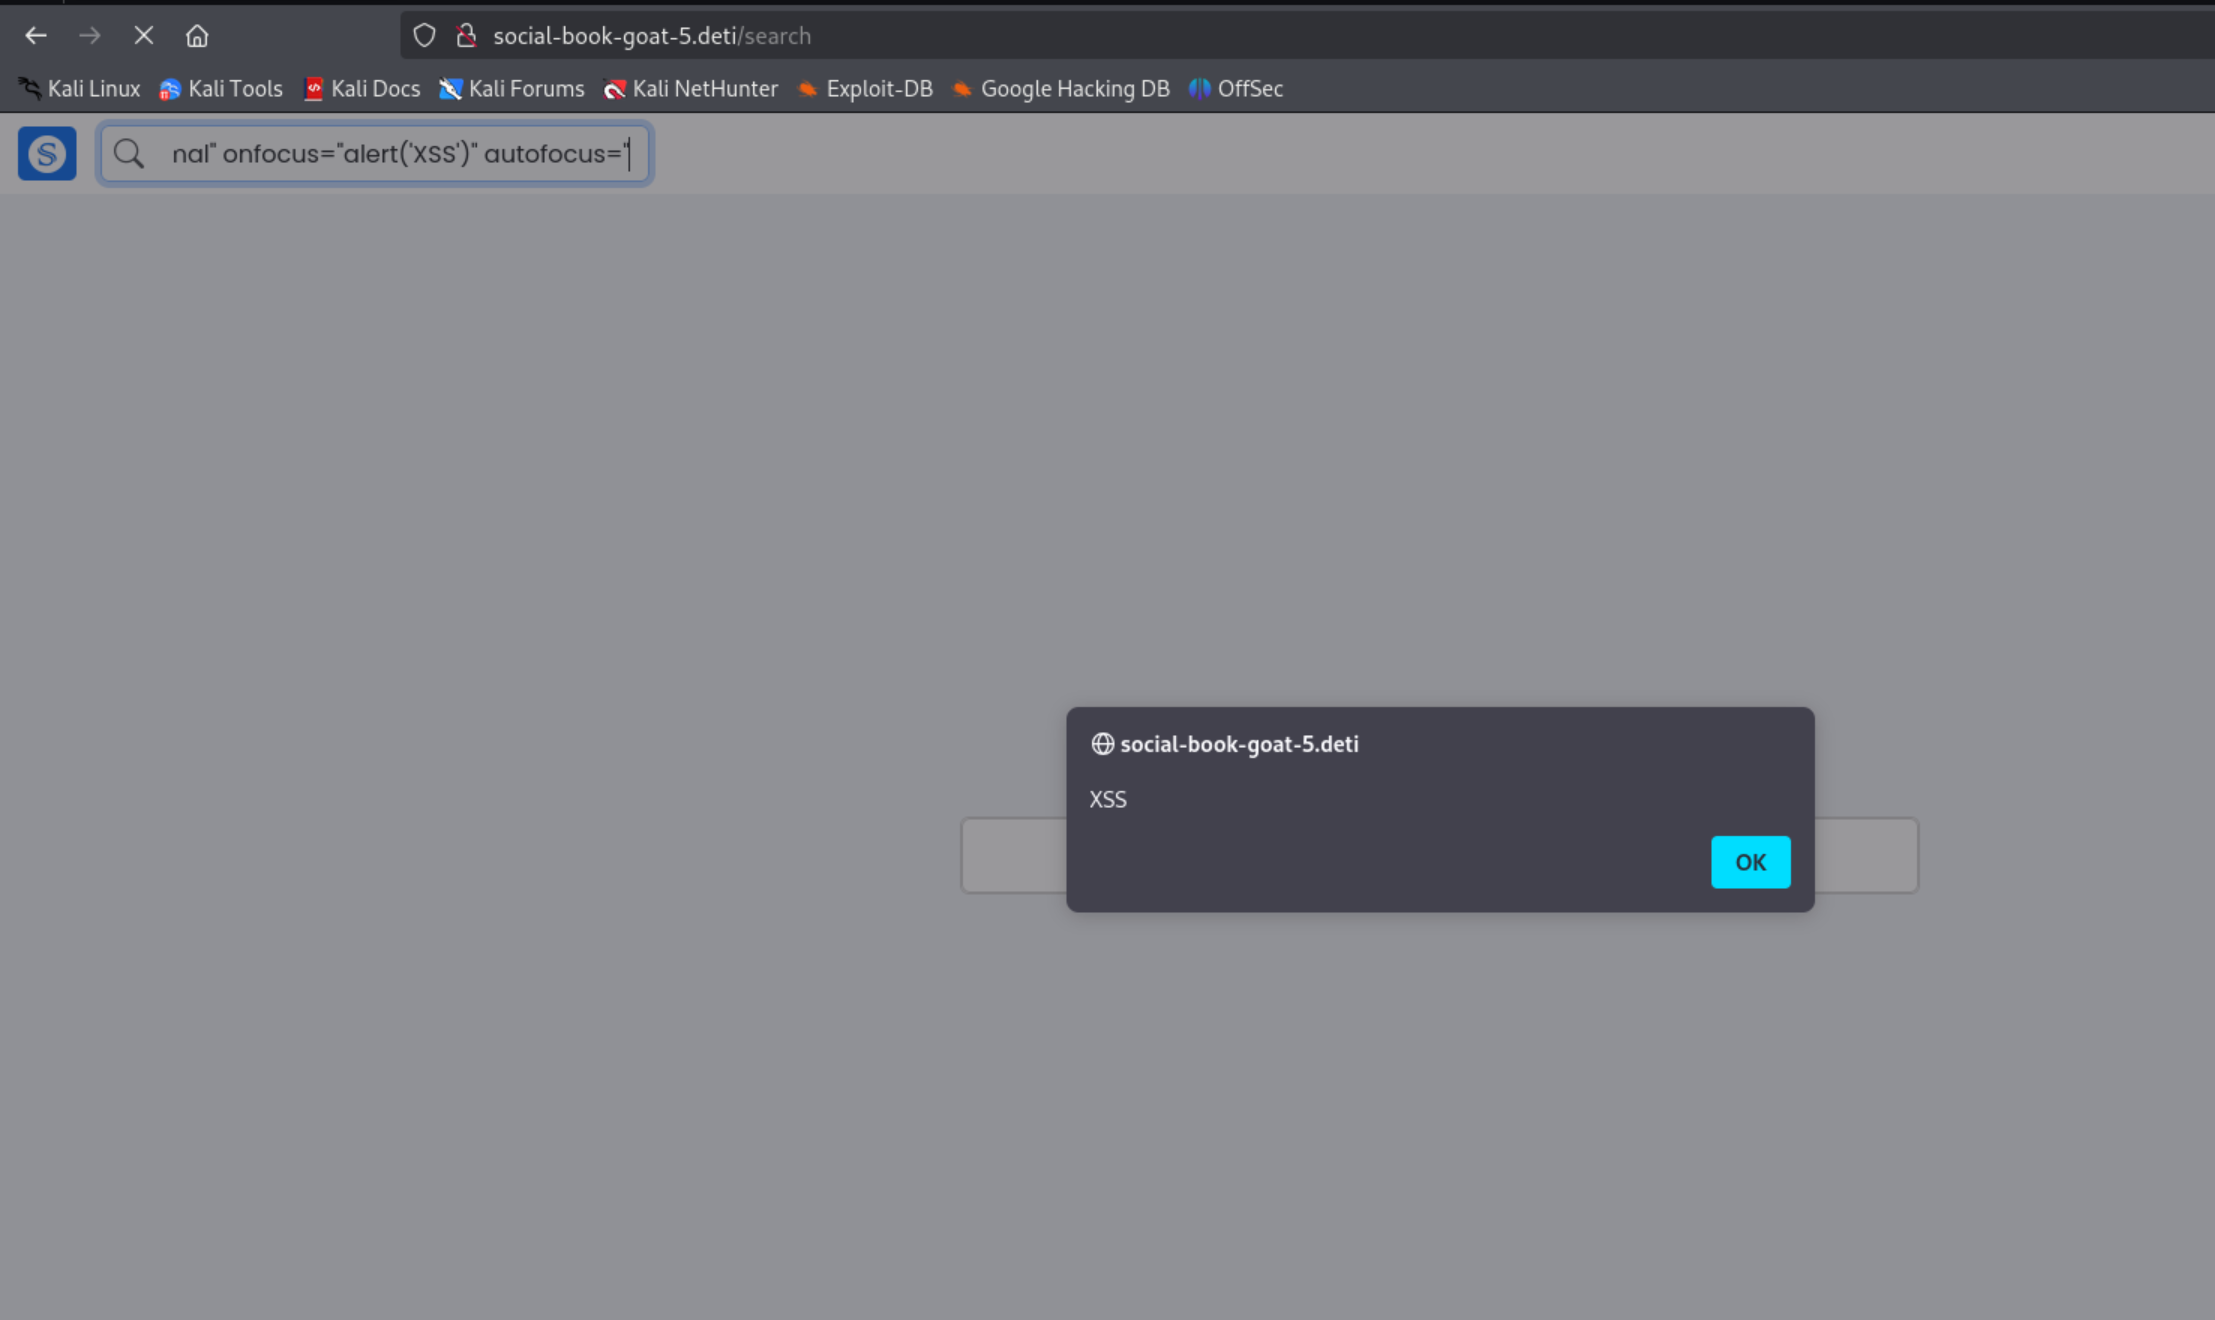 social-book-goat-5.deti/search
Kali Linux Kali Tools Kali Docs Kali Forums Kali NetHunter Exploit-DB Google Hacking DB OffSec
S nal" onfocus="alert('XSS')" autofocus="
social-book-goat-5.deti
XSS
OK